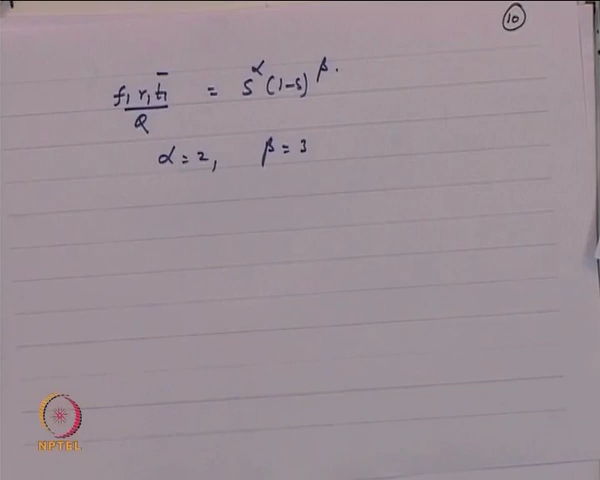 10
f₁ r₁ t̄₁ / Q = S^α (1-s)^β.
α = 2, β = 3
NPTEL